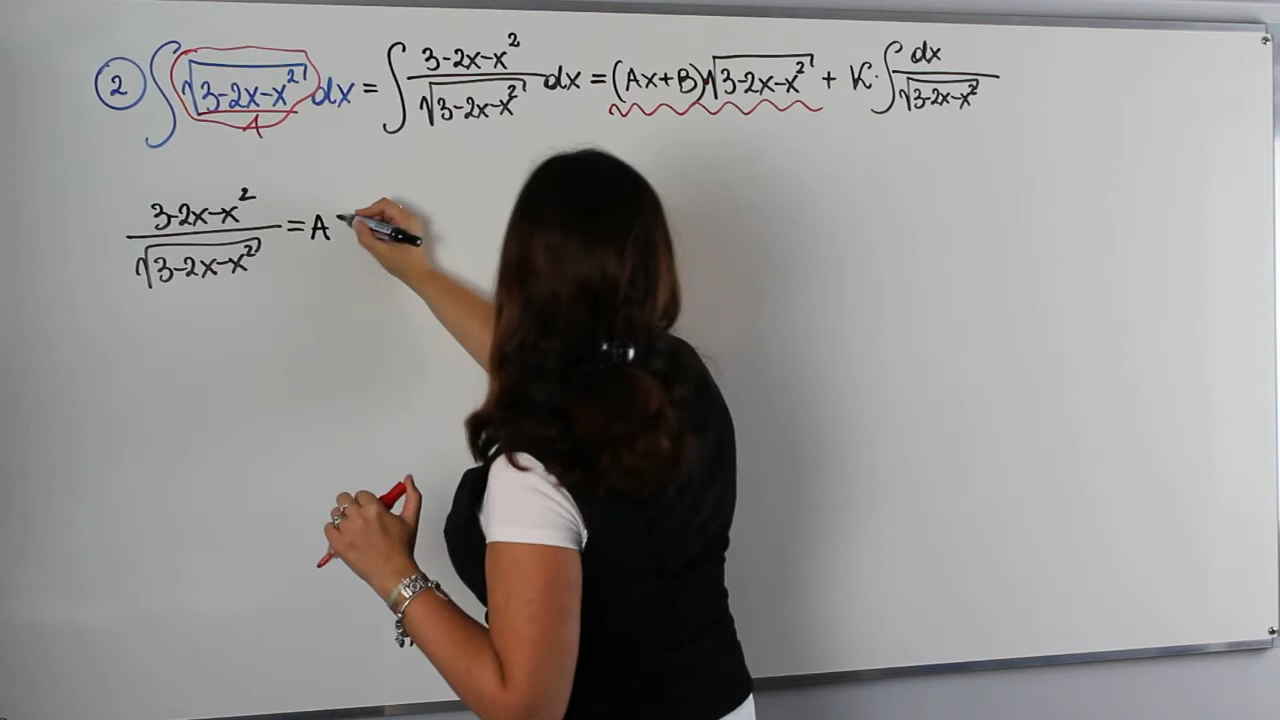 ② ∫ √(3-2x-x²) dx = ∫ (3-2x-x²)/√(3-2x-x²) dx = (Ax+B)√(3-2x-x²) + K·∫ dx/√(3-2x-x²)
A
(3-2x-x²)/√(3-2x-x²) = A